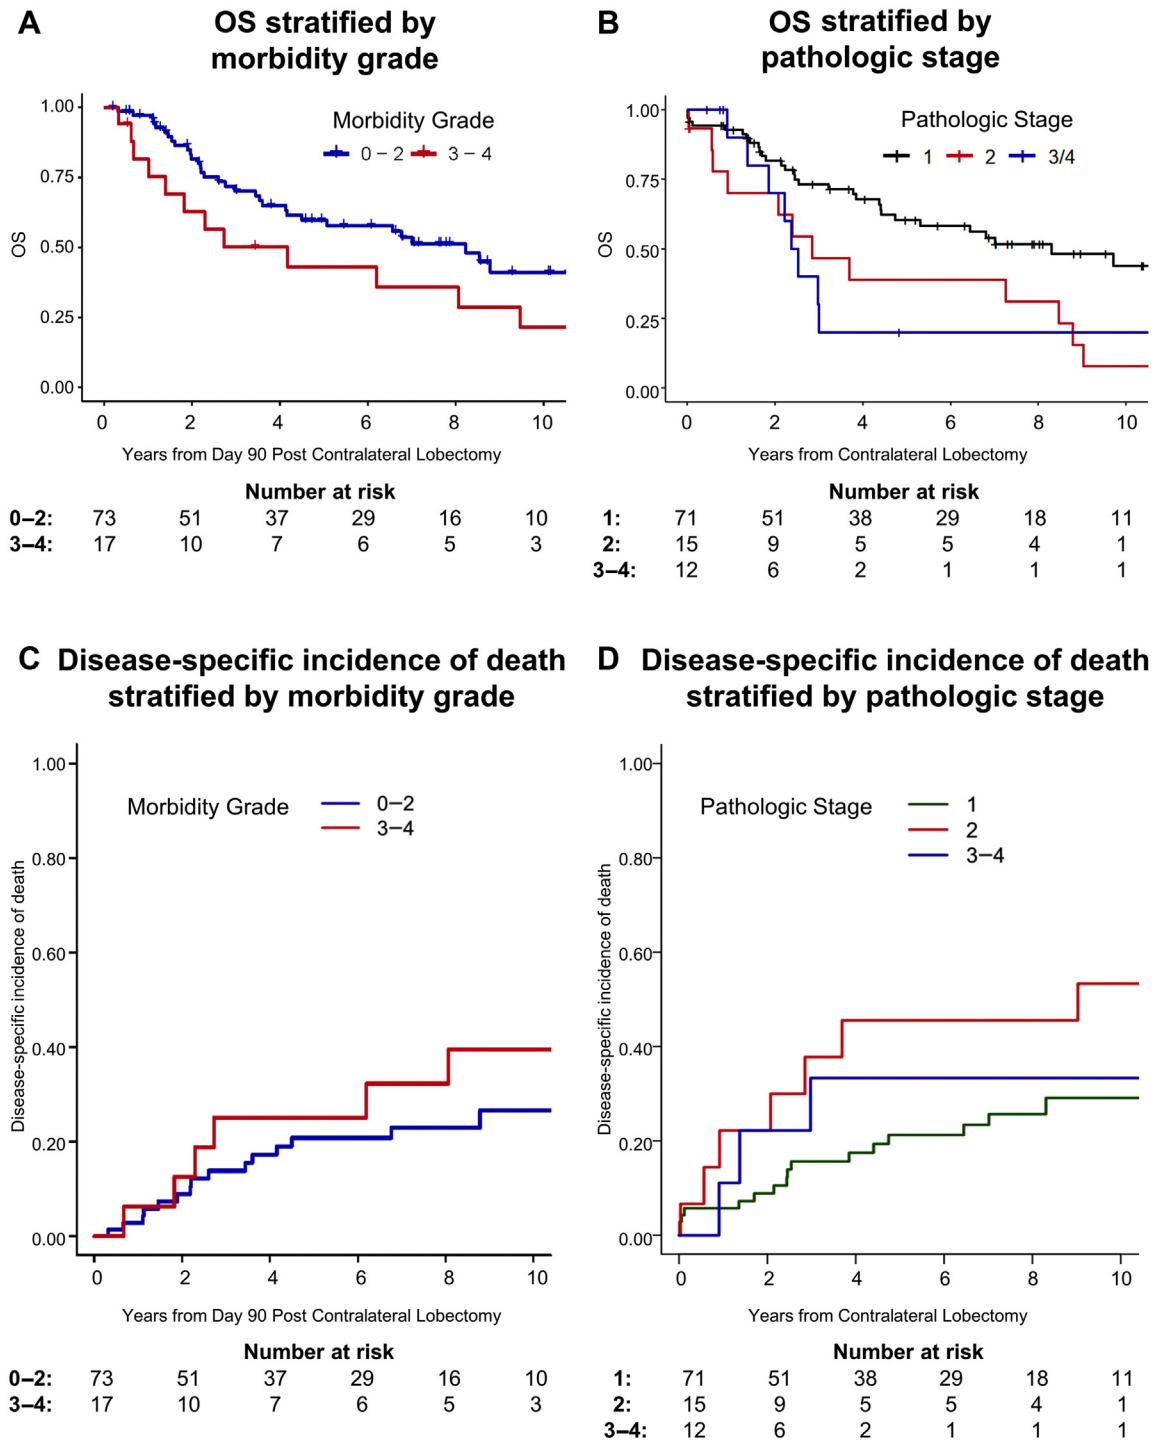 A OS stratified by
morbidity grade
1.00
0.75
0.50
0.25
0.00
OS
Morbidity Grade
0 – 2 3 – 4
0 2 4 6 8 10
Years from Day 90 Post Contralateral Lobectomy
Number at risk
0–2: 73 51 37 29 16 10
3–4: 17 10 7 6 5 3
B OS stratified by
pathologic stage
1.00
0.75
0.50
0.25
0.00
OS
Pathologic Stage
1 2 3/4
0 2 4 6 8 10
Years from Contralateral Lobectomy
Number at risk
1: 71 51 38 29 18 11
2: 15 9 5 5 4 1
3–4: 12 6 2 1 1 1
C Disease-specific incidence of death
stratified by morbidity grade
1.00
0.80
0.60
0.40
0.20
0.00
Disease-specific incidence of death
Morbidity Grade
0–2
3–4
0 2 4 6 8 10
Years from Day 90 Post Contralateral Lobectomy
Number at risk
0–2: 73 51 37 29 16 10
3–4: 17 10 7 6 5 3
D Disease-specific incidence of death
stratified by pathologic stage
1.00
0.80
0.60
0.40
0.20
0.00
Disease-specific incidence of death
Pathologic Stage
1
2
3–4
0 2 4 6 8 10
Years from Contralateral Lobectomy
Number at risk
1: 71 51 38 29 18 11
2: 15 9 5 5 4 1
3–4: 12 6 2 1 1 1